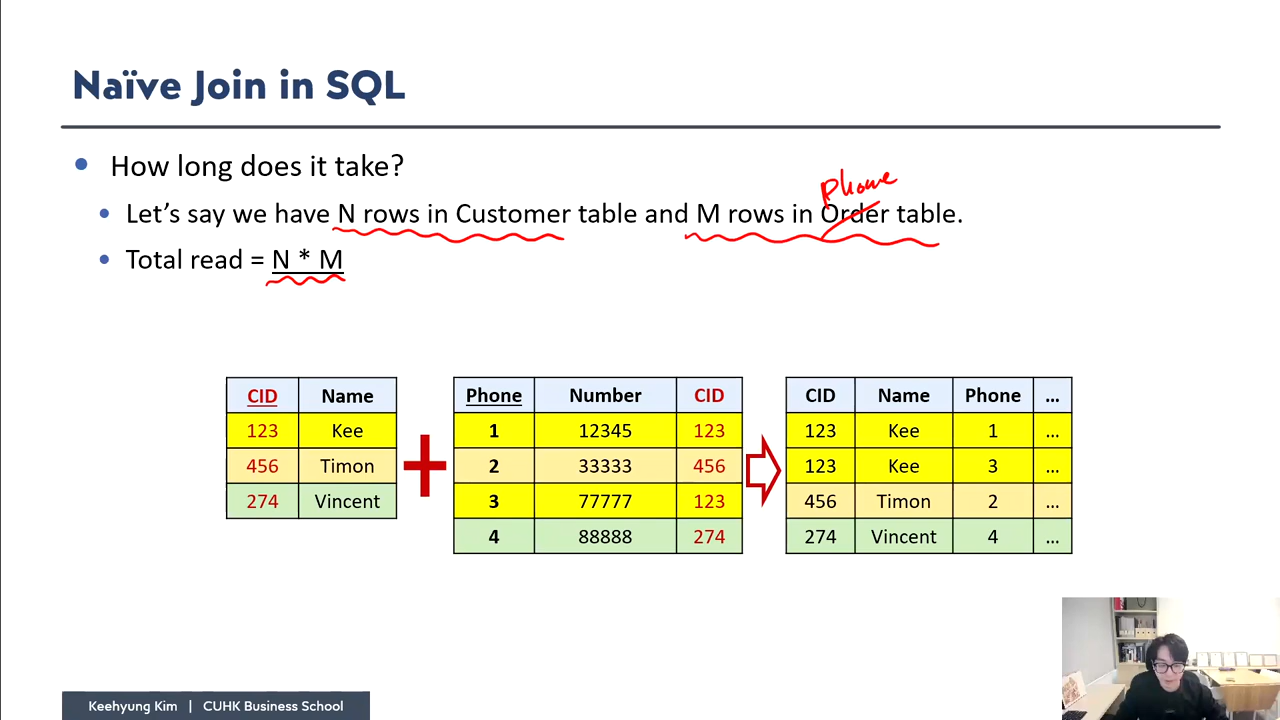 Naïve Join in SQL
How long does it take?
phone
Let's say we have N rows in Customer table and M rows in Order table.
Total read = N * M
CID Name
123 Kee
456 Timon
274 Vincent
Phone Number CID
1 12345 123
2 33333 456
3 77777 123
4 88888 274
CID Name Phone ...
123 Kee 1 ...
123 Kee 3 ...
456 Timon 2 ...
274 Vincent 4 ...
Keehyung Kim | CUHK Business School